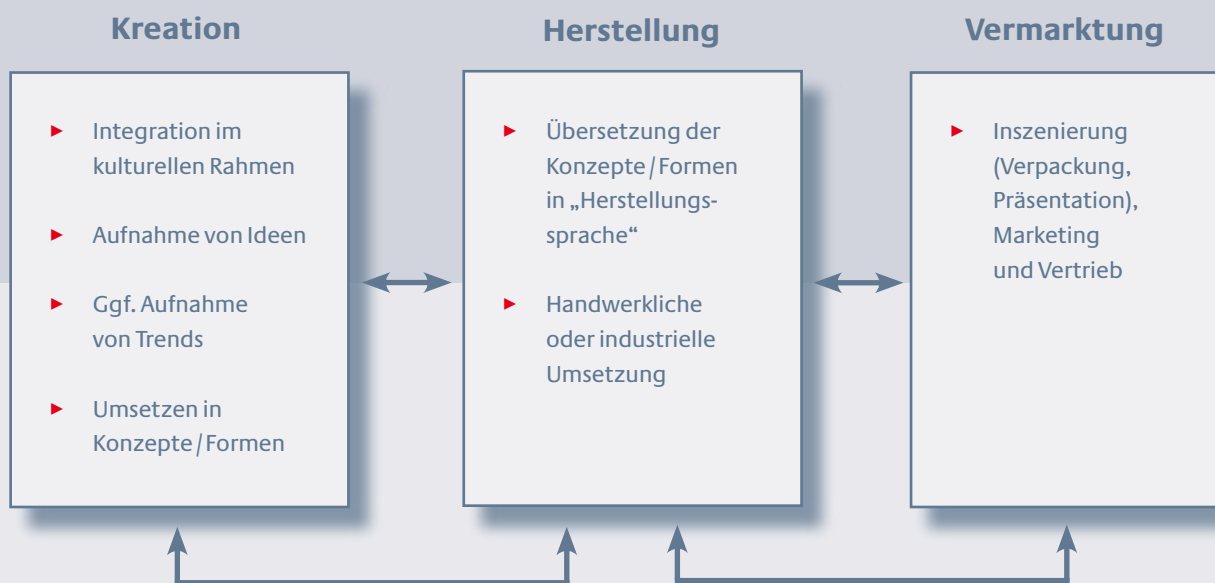 Kreation
Integration im
kulturellen Rahmen
Aufnahme von Ideen
Ggf. Aufnahme
von Trends
Umsetzen in
Konzepte/Formen
Herstellung
Übersetzung der
Konzepte/Formen
in „Herstellungs-
sprache“
Handwerkliche
oder industrielle
Umsetzung
Vermarktung
Inszenierung
(Verpackung,
Präsentation),
Marketing
und Vertrieb